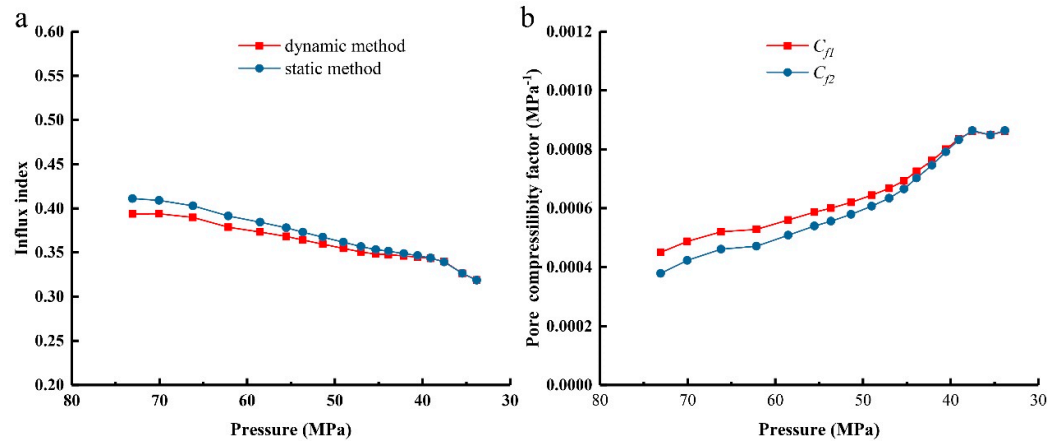 a
0.60
0.55
0.50
0.45
0.40
0.35
0.30
0.25
0.20
80
70
60
50
40
30
Influx index
Pressure (MPa)
dynamic method
static method
b
0.0012
0.0010
0.0008
0.0006
0.0004
0.0002
0.0000
80
70
60
50
40
30
Pore compressilibity factor (MPa-1)
Pressure (MPa)
Cf1
Cf2